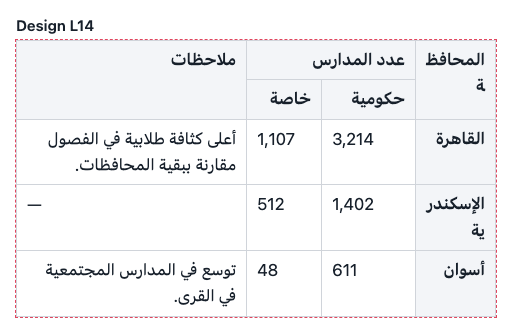 Design L14
المحافظ
ة
عدد المدارس
ملاحظات
حكومية
خاصة
القاهرة
3,214
1,107
أعلى كثافة طلابية في الفصول
مقارنة ببقية المحافظات.
الإسكندر
ية
1,402
512
—
أسوان
611
48
توسع في المدارس المجتمعية
في القرى.